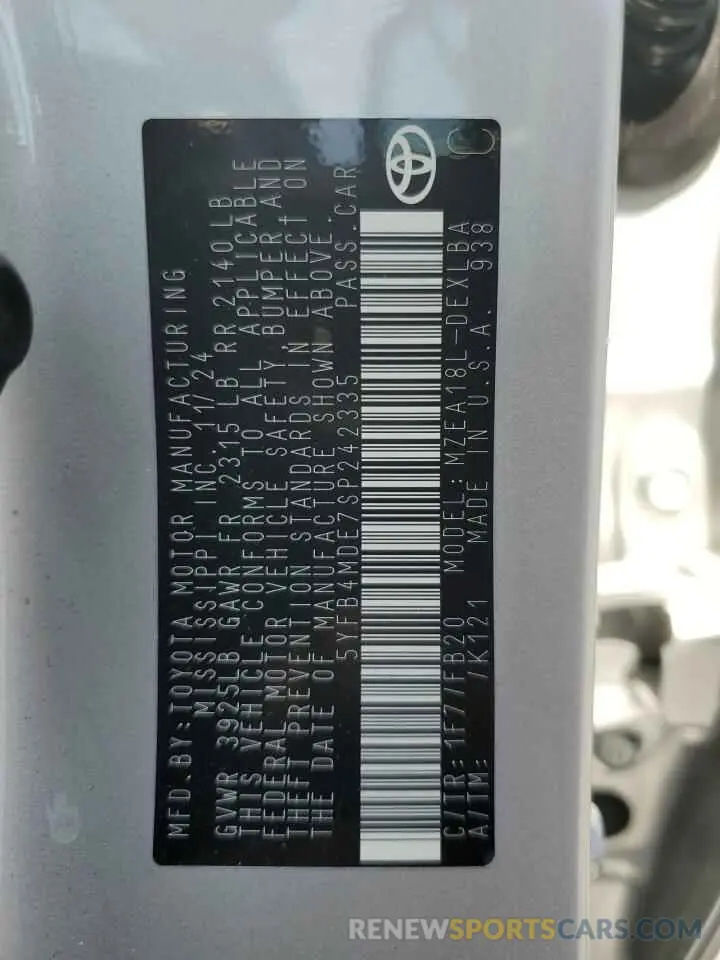 MFD. BY: TOYOTA MOTOR MANUFACTURING
MISSISSIPPI INC. 11/24
GVWR 3925LB GAWR FR 2315 LB RR 2140 LB
THIS VEHICLE CONFORMS TO ALL APPLICABLE
FEDERAL MOTOR VEHICLE SAFETY, BUMPER AND
THEFT PREVENTION STANDARDS IN EFFECT ON
THE DATE OF MANUFACTURE SHOWN ABOVE.
5YFB4MDE7SP242335 PASS. CAR
C/TR: 1F7/FB20 MODEL: MZEA18L-DEXLBA C
A/TM: /K121 MADE IN U.S.A. 938
RENEWSPORTSCARS.COM